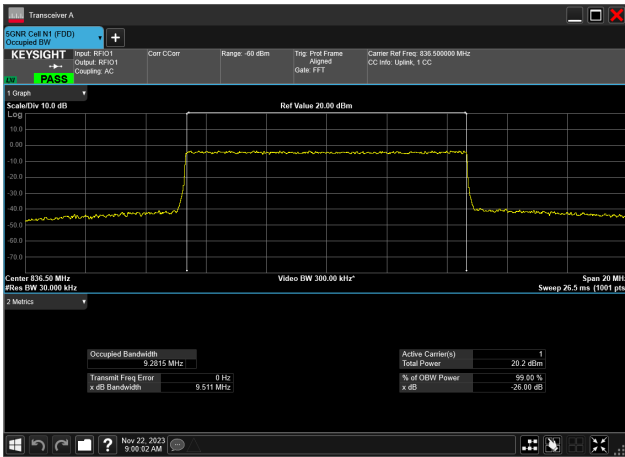 Transceiver A
5GNR Cell N1 (FDD)
Occupied BW
+
KEYSIGHT
LNI
PASS
Input: RFIO1
Output: RFIO1
Coupling: AC
Corr CCorr
Range: -60 dBm
Trig: Prot Frame
Aligned
Gate: FFT
Carrier Ref Freq: 836.500000 MHz
CC Info: Uplink, 1 CC
1 Graph
Scale/Div 10.0 dB
Ref Value 20.00 dBm
Log
10.0
0.00
-10.0
-20.0
-30.0
-40.0
-50.0
-60.0
-70.0
Center 836.50 MHz
Video BW 300.00 kHz*
Span 20 MHz
#Res BW 30.000 kHz
Sweep 26.5 ms (1001 pts)
2 Metrics
Occupied Bandwidth
9.2815 MHz
Transmit Freq Error 0 Hz
x dB Bandwidth 9.511 MHz
Active Carrier(s) 1
Total Power 20.2 dBm
% of OBW Power 99.00 %
x dB -26.00 dB
?
Nov 22, 2023
9:00:02 AM